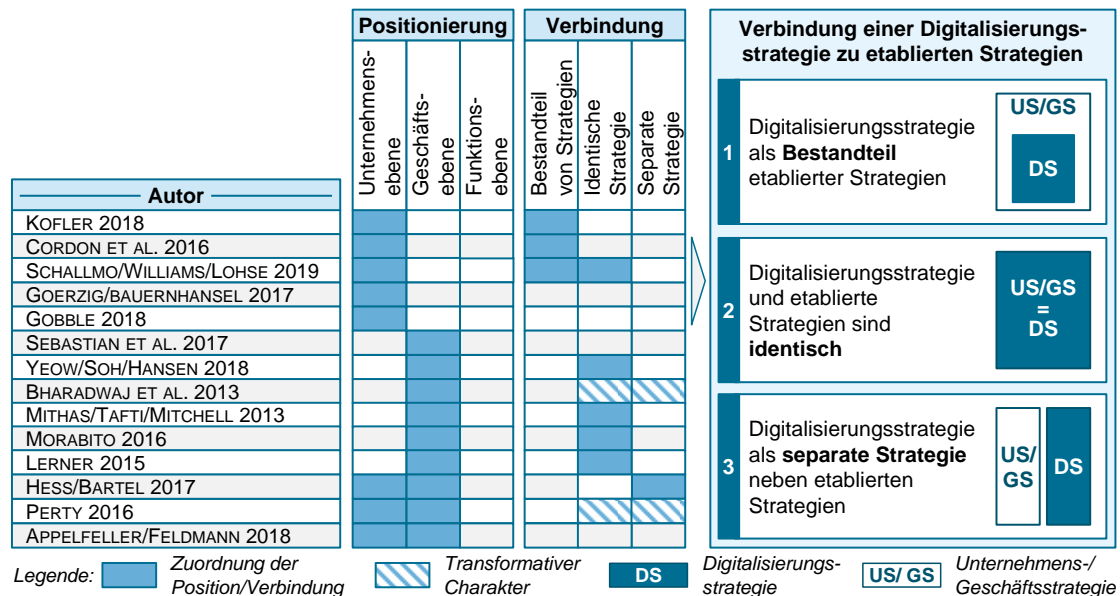 Positionierung
Verbindung
Unternehmens-
ebene
Geschäfts-
ebene
Funktions-
ebene
Bestandteil
von Strategien
Identische
Strategie
Separate
Strategie
Autor
KOFLER 2018
CORDON ET AL. 2016
SCHALLMO/WILLIAMS/LOHSE 2019
GOERZIG/BAUERNHANSEL 2017
GOBBLE 2018
SEBASTIAN ET AL. 2017
YEOW/SOH/HANSEN 2018
BHARADWAJ ET AL. 2013
MITHAS/TAFTI/MITCHELL 2013
MORABITO 2016
LERNER 2015
HESS/BARTEL 2017
PERTY 2016
APPELFELLER/FELDMANN 2018
Verbindung einer Digitalisierungs-
strategie zu etablierten Strategien
1
Digitalisierungsstrategie
als Bestandteil
etablierter Strategien
US/GS
DS
2
Digitalisierungsstrategie
und etablierte
Strategien sind
identisch
US/GS
=
DS
3
Digitalisierungsstrategie
als separate Strategie
neben etablierten
Strategien
US/
GS
DS
Legende:
Zuordnung der
Position/Verbindung
Transformativer
Charakter
DS
Digitalisierungs-
strategie
US/ GS
Unternehmens-/
Geschäftsstrategie